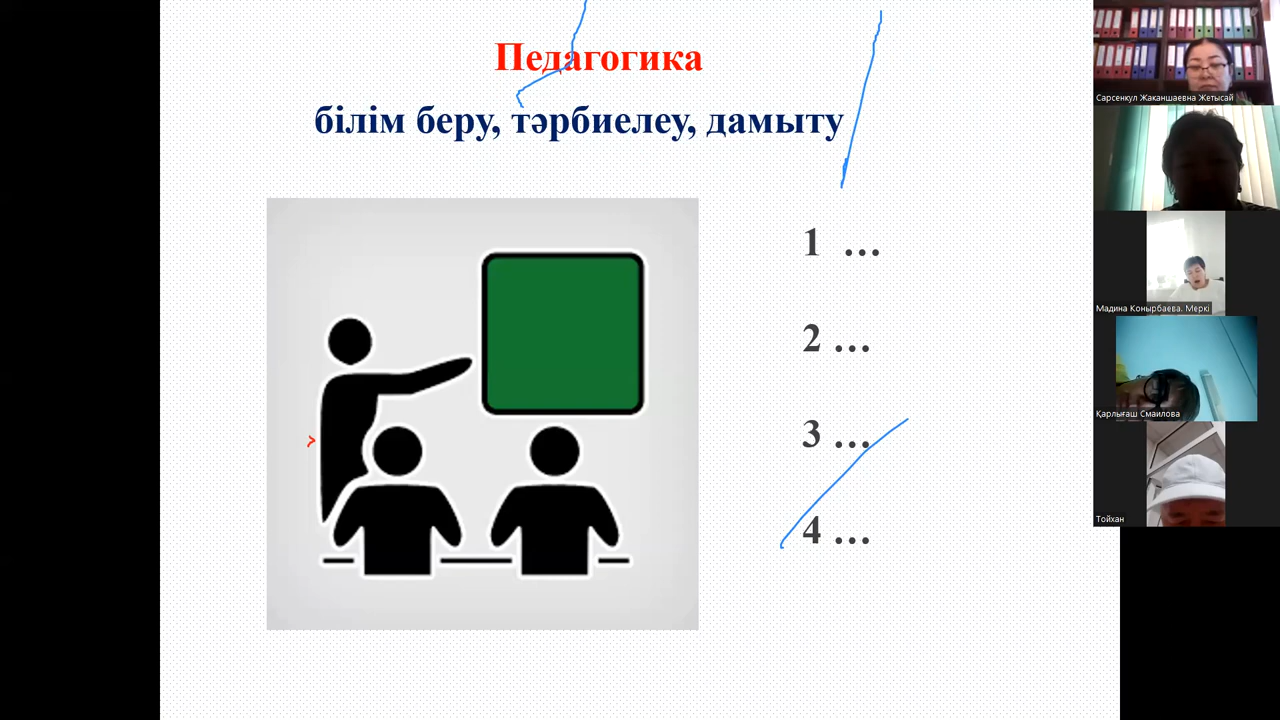 Педагогика
білім беру, тәрбиелеу, дамыту
1 ...
2 ...
3 ...
4 ...
Сарсенкул Жаканшаевна Жетысай
Мадина Конырбаева. Меркі
Қарлығаш Смаилова
Тойхан